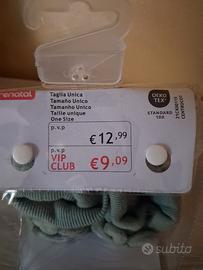 prenatal
Taglia Unica
Tamaño Unico
Tamanho Unico
Taille unique
One Size
p.v.p
€12,99
p.v.p
VIP
CLUB
€9,09
OEKO
TEX®
STANDARD
100
subito